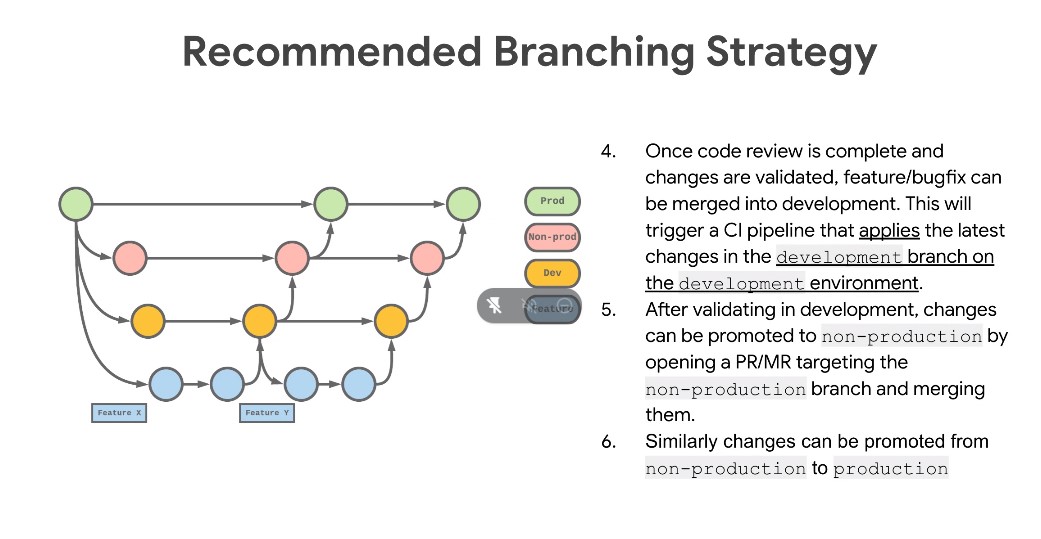 Recommended Branching Strategy
Prod
Non-prod
Dev
Feature
Feature X
Feature Y
4. Once code review is complete and
changes are validated, feature/bugfix can
be merged into development. This will
trigger a CI pipeline that applies the latest
changes in the development branch on
the development environment.
5. After validating in development, changes
can be promoted to non-production by
opening a PR/MR targeting the
non-production branch and merging
them.
6. Similarly changes can be promoted from
non-production to production